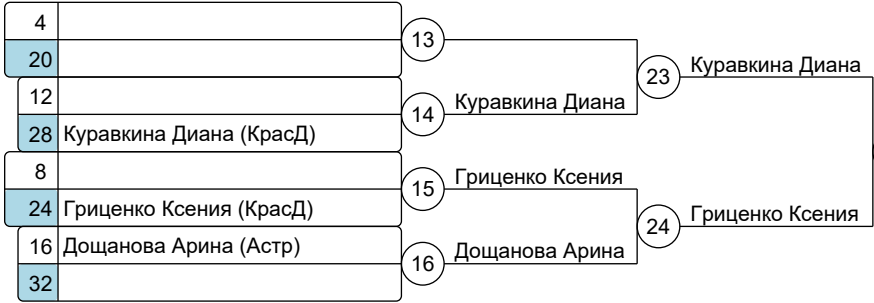 4
13
20
23 Куравкина Диана
12
14 Куравкина Диана
28 Куравкина Диана (КрасД)
8
15 Гриценко Ксения
24 Гриценко Ксения (КрасД)
24 Гриценко Ксения
16 Дощанова Арина (Астр)
16 Дощанова Арина
32